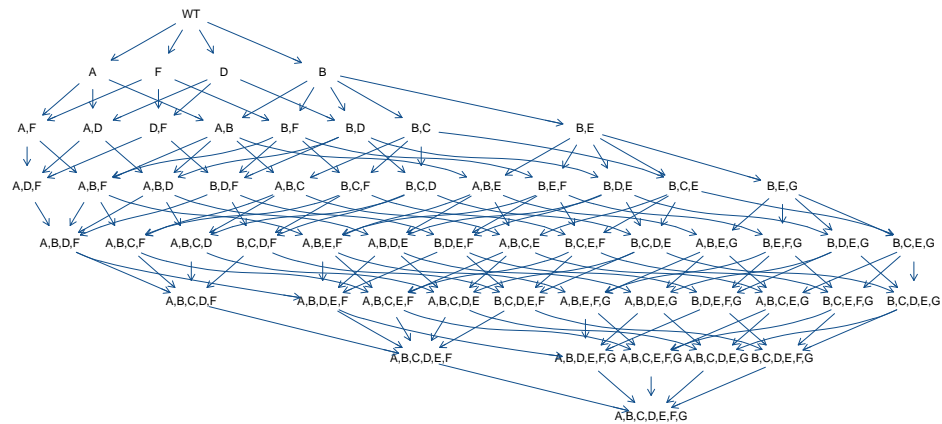 WT
A F D B
A,F A,D D,F A,B B,F B,D B,C B,E
A,D,F A,B,F A,B,D B,D,F A,B,C B,C,F B,C,D A,B,E B,E,F B,D,E B,C,E B,E,G
A,B,D,F A,B,C,F A,B,C,D B,C,D,F A,B,E,F A,B,D,E B,D,E,F A,B,C,E B,C,E,F B,C,D,E A,B,E,G B,E,F,G B,D,E,G B,C,E,G
A,B,C,D,F A,B,D,E,F A,B,C,E,F A,B,C,D,E B,C,D,E,F A,B,E,F,G A,B,D,E,G B,D,E,F,G A,B,C,E,G B,C,E,F,G B,C,D,E,G
A,B,C,D,E,F A,B,D,E,F,G A,B,C,E,F,G A,B,C,D,E,G B,C,D,E,F,G
A,B,C,D,E,F,G